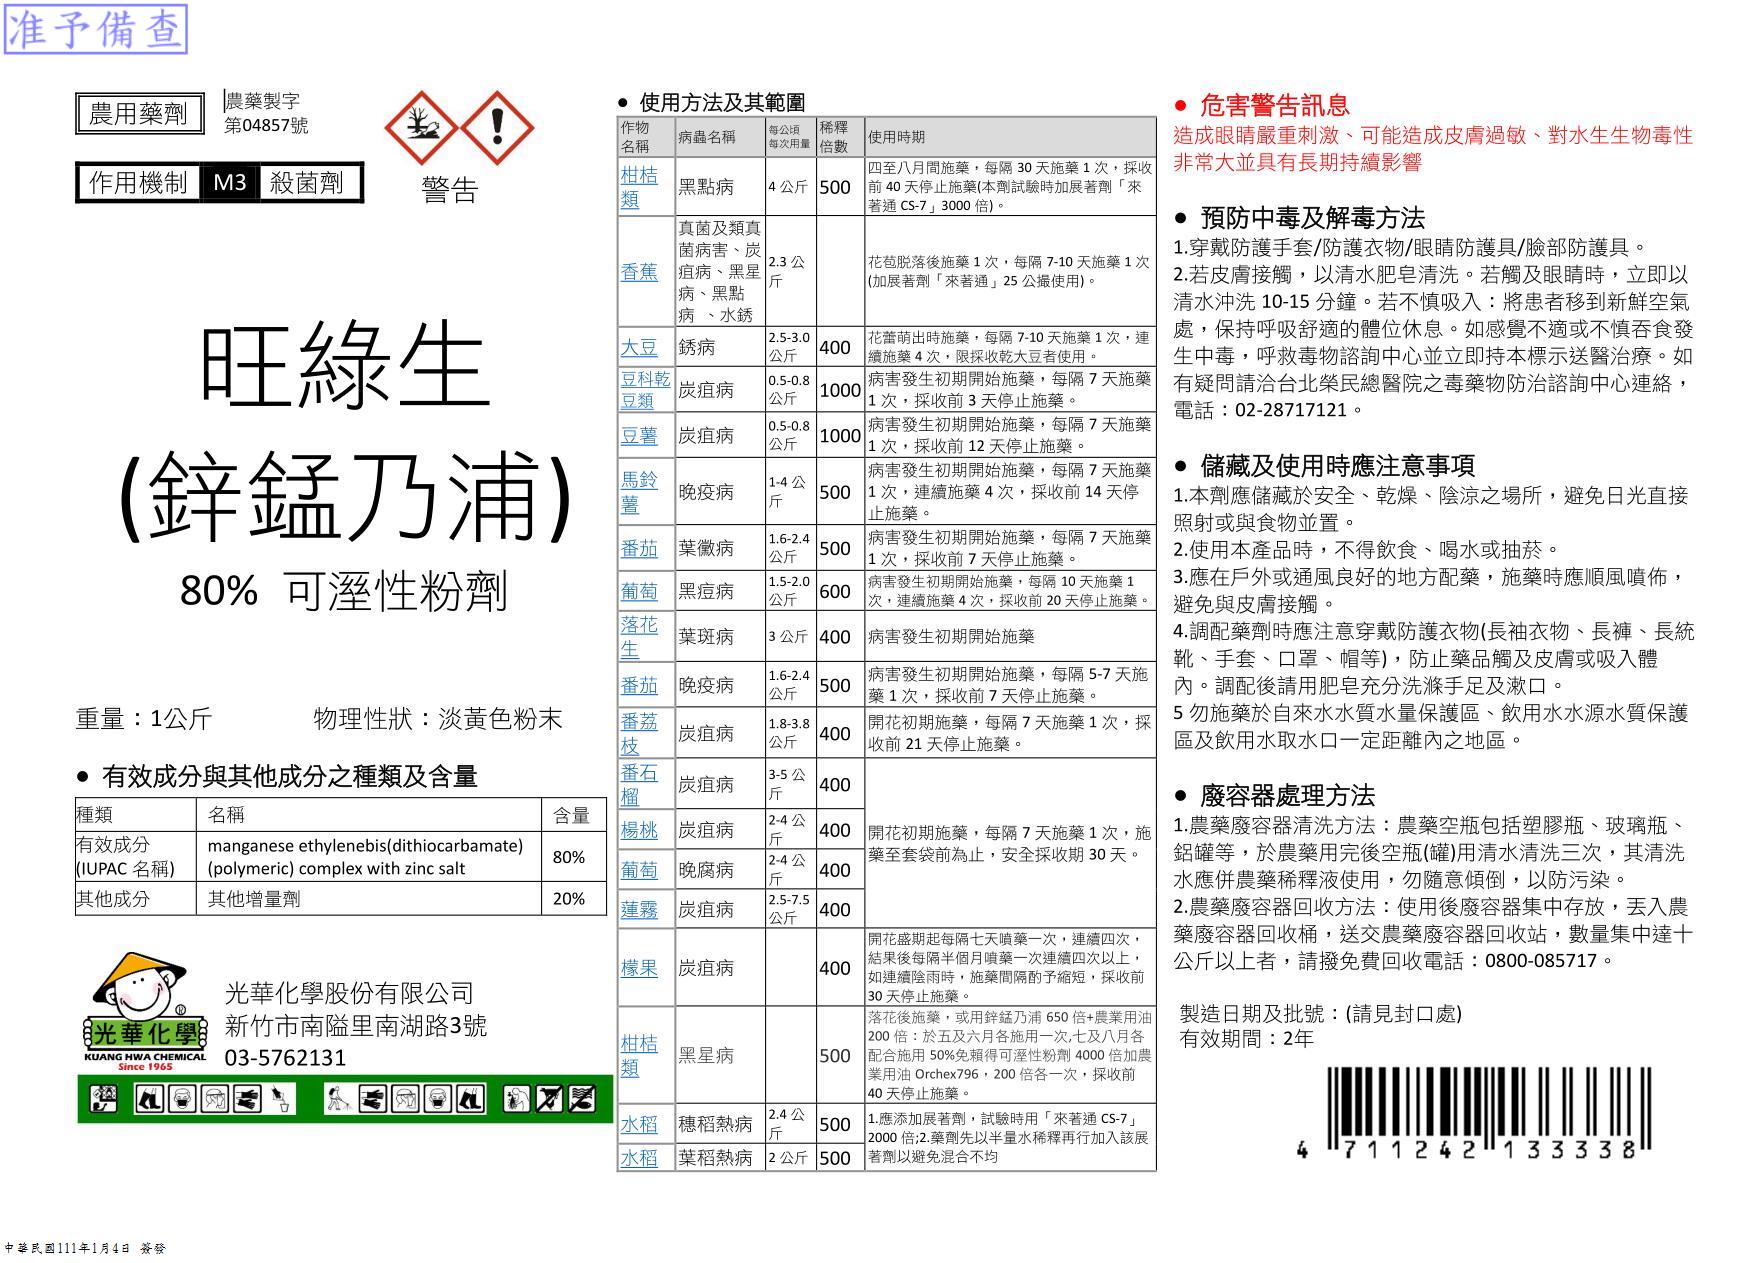 准予備查
農用藥劑
農藥製字
第04857號
作用機制 M3 殺菌劑
警告
旺綠生
(鋅錳乃浦)
80% 可溼性粉劑
重量：1公斤 物理性狀：淡黃色粉末
● 有效成分與其他成分之種類及含量
種類 名稱 含量
有效成分
(IUPAC 名稱)
manganese ethylenebis(dithiocarbamate)
(polymeric) complex with zinc salt
80%
其他成分 其他增量劑 20%
光華化學
®
KUANG HWA CHEMICAL
Since 1965
光華化學股份有限公司
新竹市南隘里南湖路3號
03-5762131
● 使用方法及其範圍
作物
名稱
病蟲名稱
每公頃
每次用量
稀釋
倍數
使用時期
柑桔
類
黑點病
4 公斤
500
四至八月間施藥，每隔 30 天施藥 1 次，採收
前 40 天停止施藥(本劑試驗時加展著劑「來
著通 CS-7」3000 倍)。
香蕉
真菌及類真
菌病害、炭
疽病、黑星
病、黑點
病 、水銹
2.3 公
斤
花苞脱落後施藥 1 次，每隔 7-10 天施藥 1 次
(加展著劑「來著通」25 公撮使用)。
大豆
銹病
2.5-3.0
公斤
400
花蕾萌出時施藥，每隔 7-10 天施藥 1 次，連
續施藥 4 次，限採收乾大豆者使用。
豆科乾
豆類
炭疽病
0.5-0.8
公斤
1000
病害發生初期開始施藥，每隔 7 天施藥
1 次，採收前 3 天停止施藥。
豆薯
炭疽病
0.5-0.8
公斤
1000
病害發生初期開始施藥，每隔 7 天施藥
1 次，採收前 12 天停止施藥。
馬鈴
薯
晚疫病
1-4 公
斤
500
病害發生初期開始施藥，每隔 7 天施藥
1 次，連續施藥 4 次，採收前 14 天停
止施藥。
番茄
葉黴病
1.6-2.4
公斤
500
病害發生初期開始施藥，每隔 7 天施藥
1 次，採收前 7 天停止施藥。
葡萄
黑痘病
1.5-2.0
公斤
600
病害發生初期開始施藥，每隔 10 天施藥 1
次，連續施藥 4 次，採收前 20 天停止施藥。
落花
生
葉斑病
3 公斤
400
病害發生初期開始施藥
番茄
晚疫病
1.6-2.4
公斤
500
病害發生初期開始施藥，每隔 5-7 天施
藥 1 次，採收前 7 天停止施藥。
番荔
枝
炭疽病
1.8-3.8
公斤
400
開花初期施藥，每隔 7 天施藥 1 次，採
收前 21 天停止施藥。
番石
榴
炭疽病
3-5 公
斤
400
楊桃
炭疽病
2-4 公
斤
400
開花初期施藥，每隔 7 天施藥 1 次，施
藥至套袋前為止，安全採收期 30 天。
葡萄
晚腐病
2-4 公
斤
400
蓮霧
炭疽病
2.5-7.5
公斤
400
檬果
炭疽病
400
開花盛期起每隔七天噴藥一次，連續四次，
結果後每隔半個月噴藥一次連續四次以上，
如連續陰雨時，施藥間隔酌予縮短，採收前
30 天停止施藥。
柑桔
類
黑星病
500
落花後施藥，或用鋅錳乃浦 650 倍+農業用油
200 倍：於五及六月各施用一次,七及八月各
配合施用 50%免賴得可溼性粉劑 4000 倍加農
業用油 Orchex796，200 倍各一次，採收前
40 天停止施藥。
水稻
穗稻熱病
2.4 公
斤
500
1.應添加展著劑，試驗時用「來著通 CS-7」
2000 倍;2.藥劑先以半量水稀釋再行加入該展
著劑以避免混合不均
水稻
葉稻熱病
2 公斤
500
● 危害警告訊息
造成眼睛嚴重刺激、可能造成皮膚過敏、對水生生物毒性
非常大並具有長期持續影響
● 預防中毒及解毒方法
1.穿戴防護手套/防護衣物/眼睛防護具/臉部防護具。
2.若皮膚接觸，以清水肥皂清洗。若觸及眼睛時，立即以
清水沖洗 10-15 分鐘。若不慎吸入：將患者移到新鮮空氣
處，保持呼吸舒適的體位休息。如感覺不適或不慎吞食發
生中毒，呼救毒物諮詢中心並立即持本標示送醫治療。如
有疑問請洽台北榮民總醫院之毒藥物防治諮詢中心連絡，
電話：02-28717121。
● 儲藏及使用時應注意事項
1.本劑應儲藏於安全、乾燥、陰涼之場所，避免日光直接
照射或與食物並置。
2.使用本產品時，不得飲食、喝水或抽菸。
3.應在戶外或通風良好的地方配藥，施藥時應順風噴佈，
避免與皮膚接觸。
4.調配藥劑時應注意穿戴防護衣物(長袖衣物、長褲、長統
靴、手套、口罩、帽等)，防止藥品觸及皮膚或吸入體
內。調配後請用肥皂充分洗滌手足及漱口。
5 勿施藥於自來水水質水量保護區、飲用水水源水質保護
區及飲用水取水口一定距離內之地區。
● 廢容器處理方法
1.農藥廢容器清洗方法：農藥空瓶包括塑膠瓶、玻璃瓶、
鋁罐等，於農藥用完後空瓶(罐)用清水清洗三次，其清洗
水應併農藥稀釋液使用，勿隨意傾倒，以防污染。
2.農藥廢容器回收方法：使用後廢容器集中存放，丟入農
藥廢容器回收桶，送交農藥廢容器回收站，數量集中達十
公斤以上者，請撥免費回收電話：0800-085717。
製造日期及批號：(請見封口處)
有效期間：2年
4 711242 133338
中華民國111年1月4日 簽發